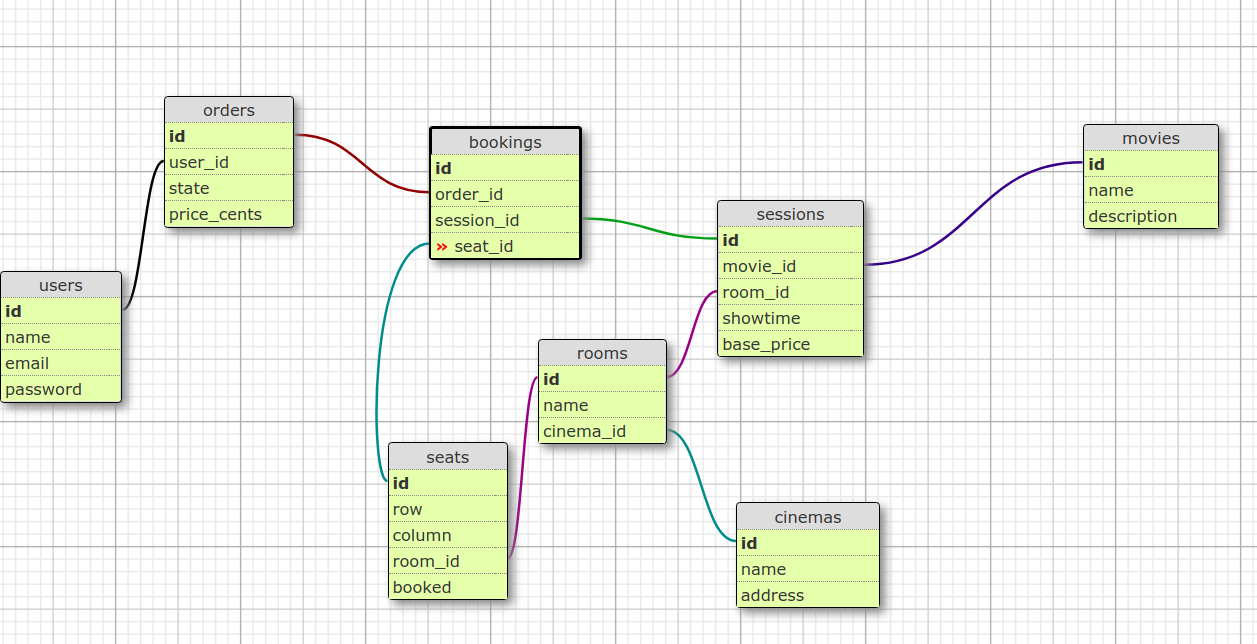 orders
id
user_id
state
price_cents
bookings
id
order_id
session_id
» seat_id
movies
id
name
description
sessions
id
movie_id
room_id
showtime
base_price
users
id
name
email
password
rooms
id
name
cinema_id
seats
id
row
column
room_id
booked
cinemas
id
name
address